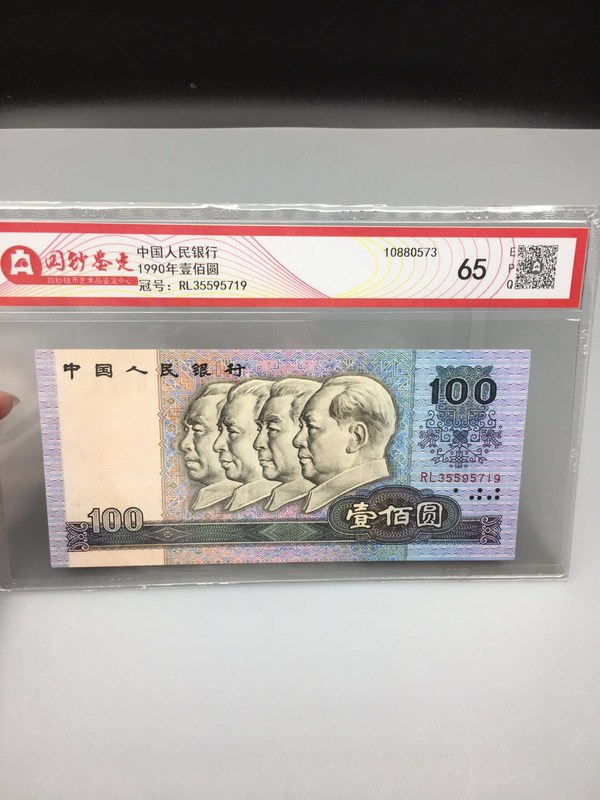 国钞鉴定
国钞钱币艺术品鉴定中心
中国人民银行
1990年壹佰圆
冠号: RL35595719
10880573
65
E
P
Q
中国人民银行
100
RL35595719
100
壹佰圆